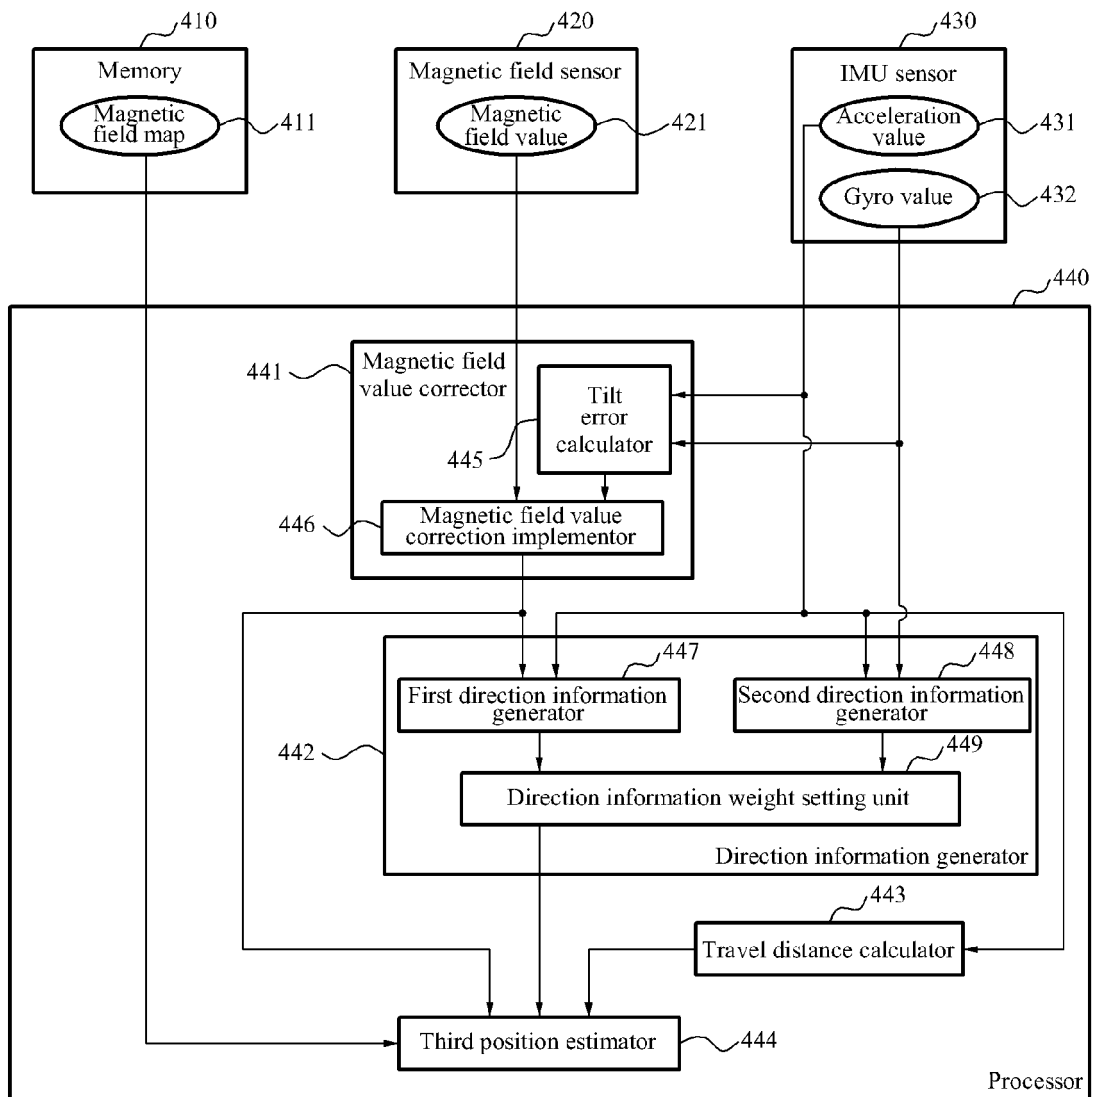 410
420
430
Memory
Magnetic field sensor
IMU sensor
Magnetic
field map
411
Magnetic
field value
421
Acceleration
value
431
Gyro value
432
440
441
Magnetic field
value corrector
Tilt
error
calculator
445
446
Magnetic field value
correction implementor
447
448
First direction information
generator
Second direction information
generator
442
449
Direction information weight setting unit
Direction information generator
443
Travel distance calculator
Third position estimator
444
Processor